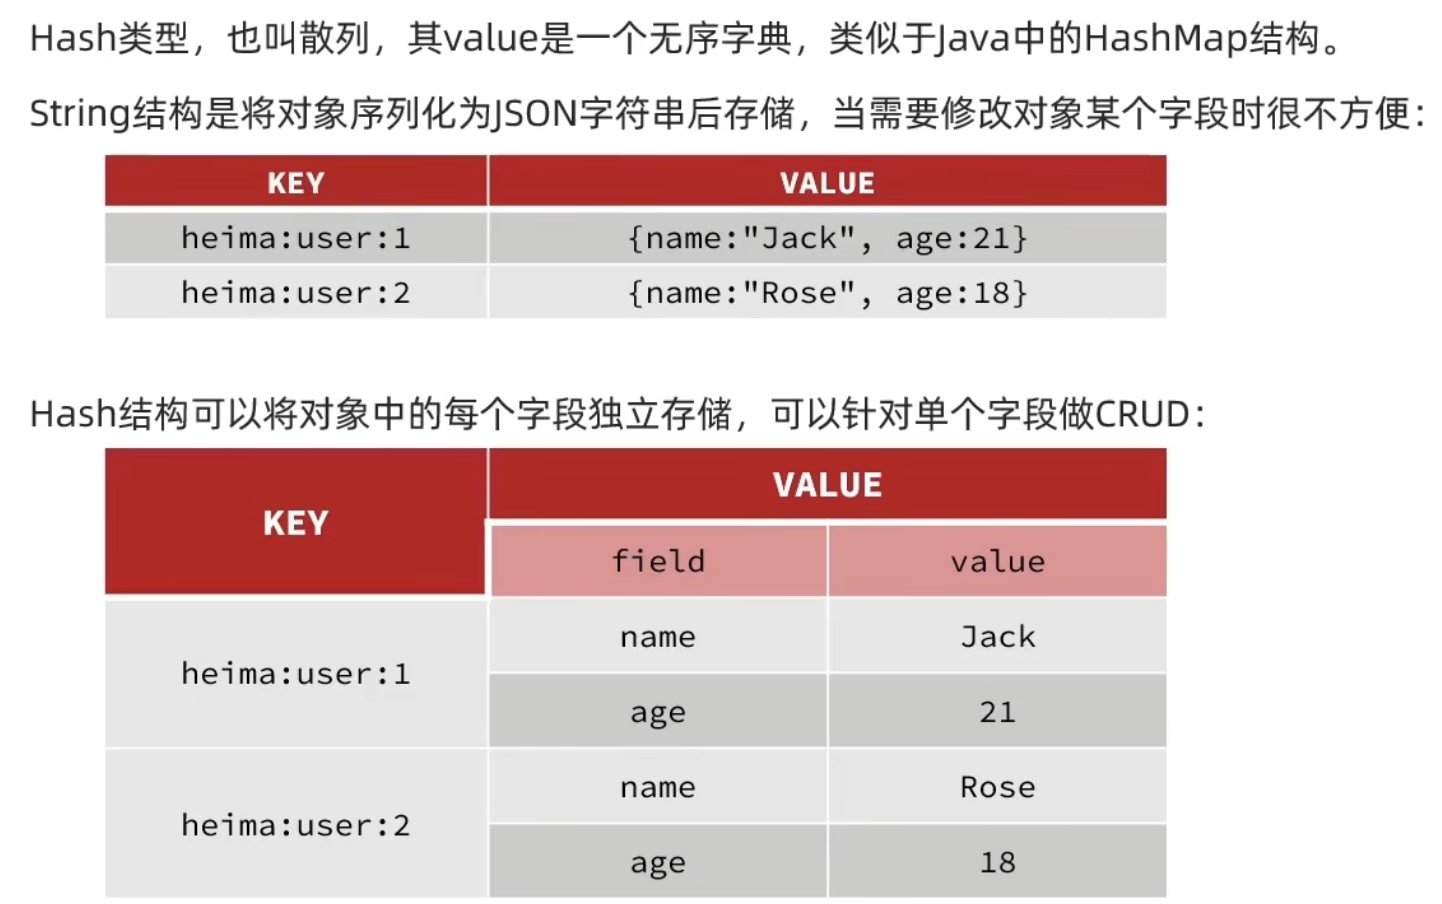 Hash类型，也叫散列，其value是一个无序字典，类似于Java中的HashMap结构。
String结构是将对象序列化为JSON字符串后存储，当需要修改对象某个字段时很不方便：
KEY VALUE
heima:user:1 {name:"Jack", age:21}
heima:user:2 {name:"Rose", age:18}
Hash结构可以将对象中的每个字段独立存储，可以针对单个字段做CRUD：
KEY VALUE
field value
heima:user:1 name Jack
age 21
heima:user:2 name Rose
age 18